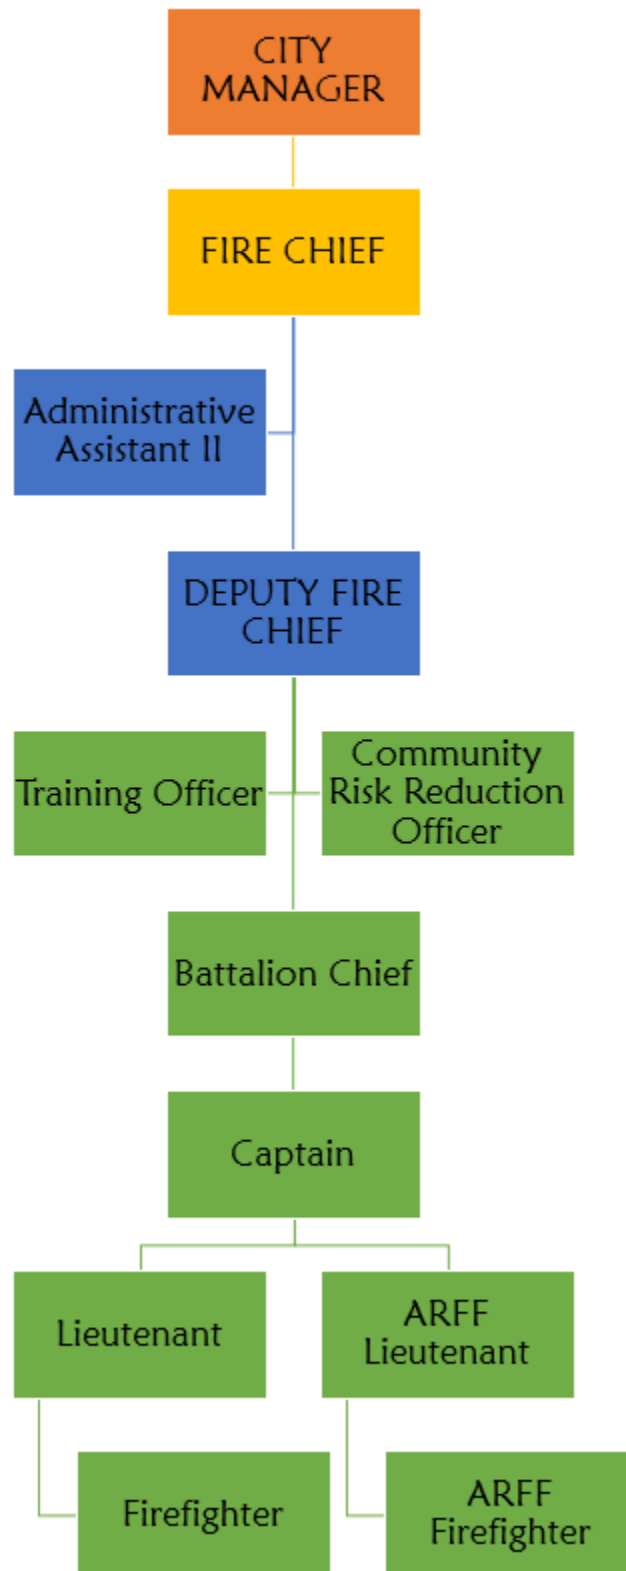 CITY
MANAGER
FIRE CHIEF
Administrative
Assistant II
DEPUTY FIRE
CHIEF
Training Officer
Community
Risk Reduction
Officer
Battalion Chief
Captain
Lieutenant
ARFF
Lieutenant
Firefighter
ARFF
Firefighter